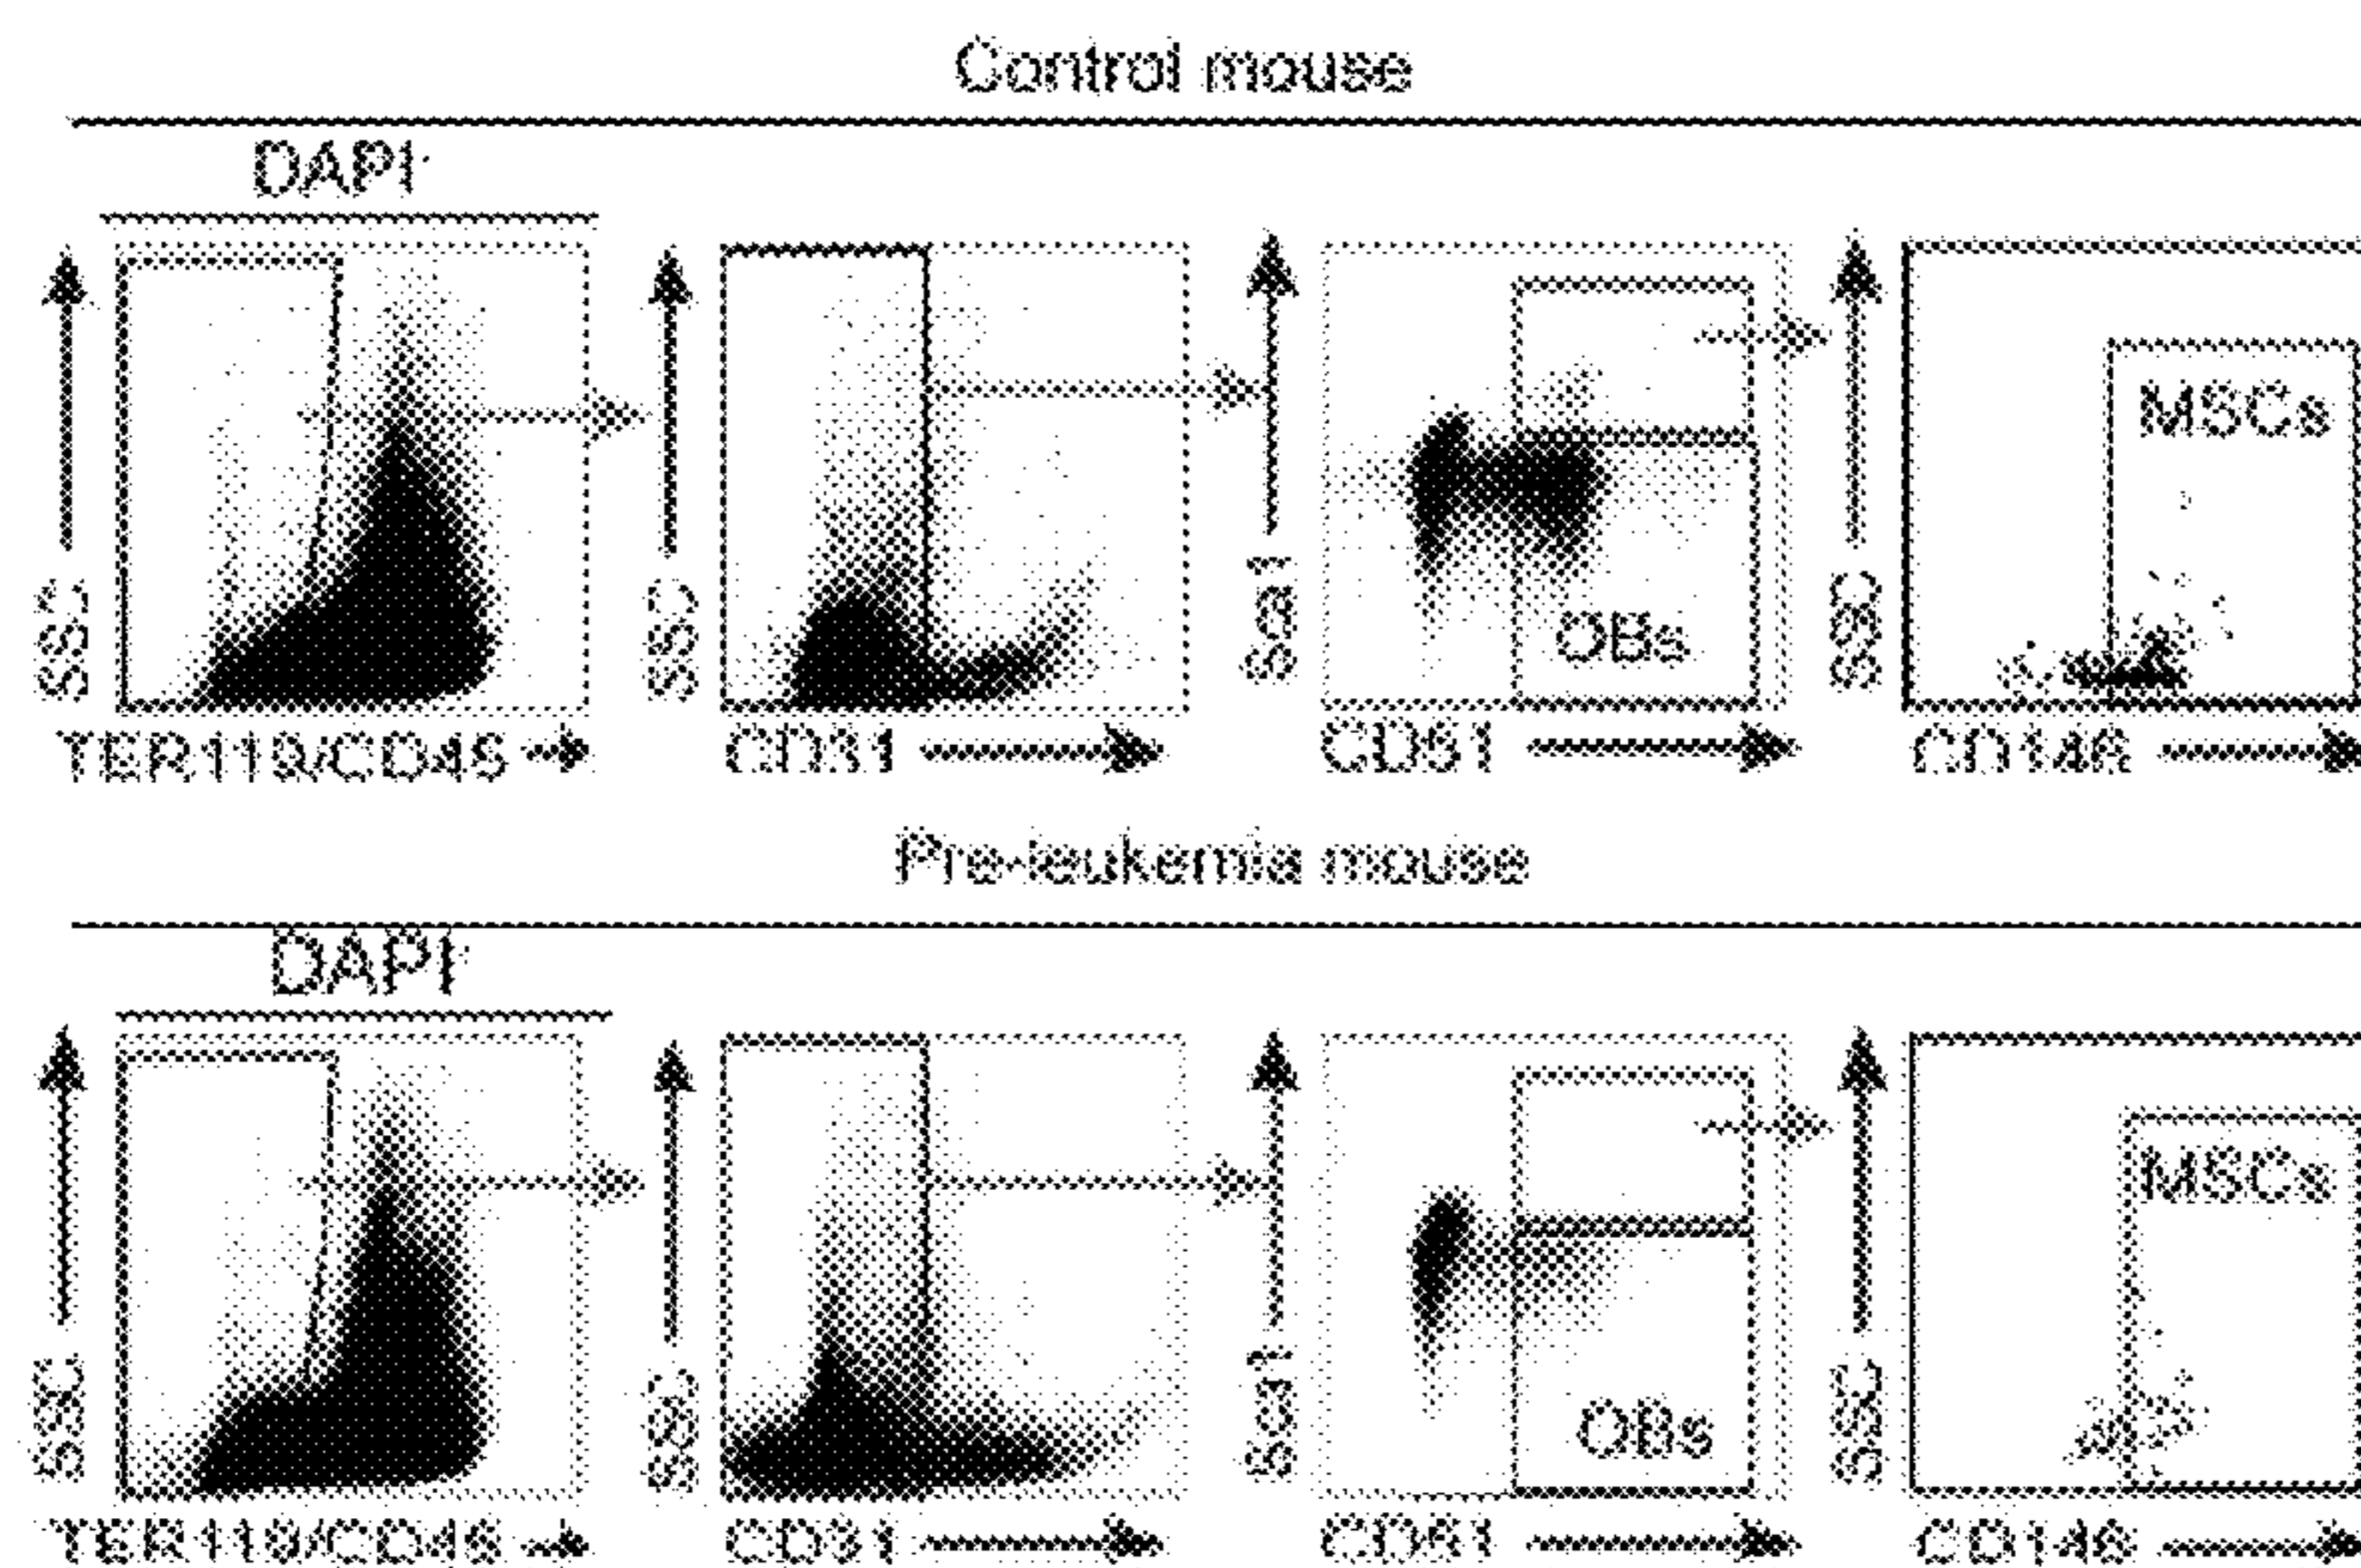 Control mouse
DAPI-
SSC
SSC
Sca1
SSC
MSCs
OBs
TER119/CD45
CD31
CD51
CD146
Pre-leukemia mouse
DAPI-
SSC
SSC
Sca1
SSC
MSCs
OBs
TER119/CD45
CD31
CD51
CD146